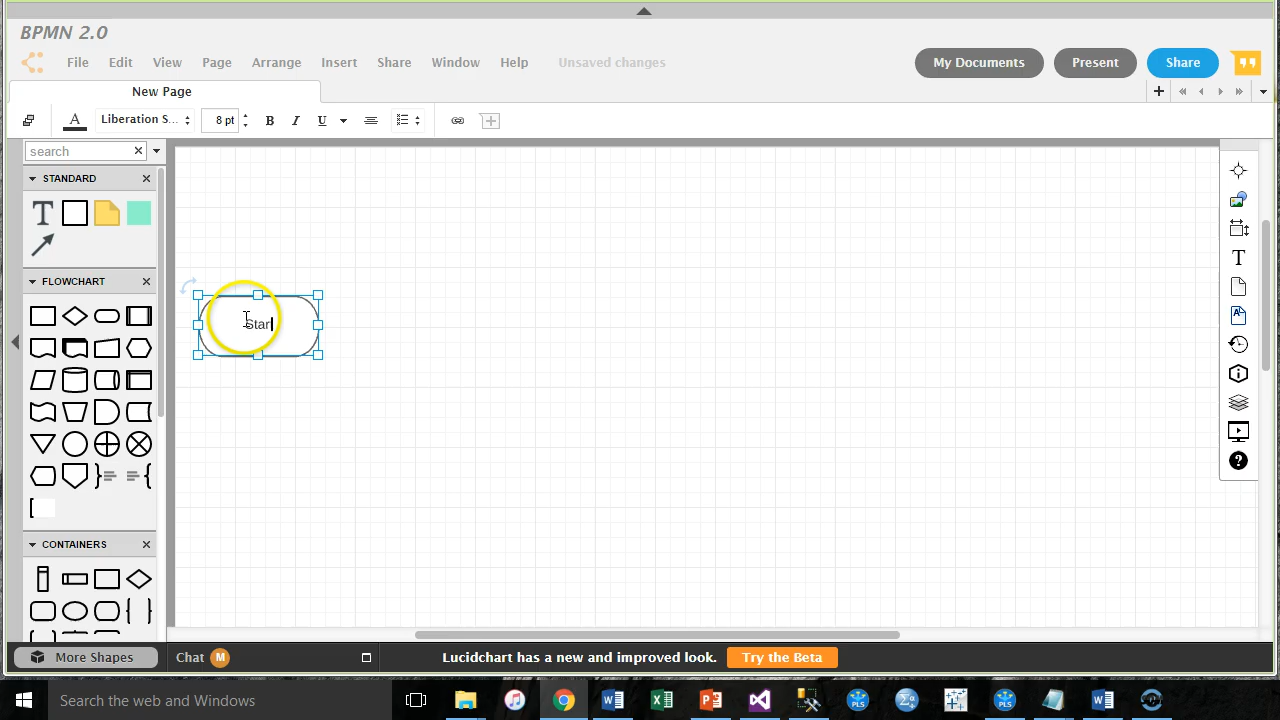 BPMN 2.0
File Edit View Page Arrange Insert Share Window Help Unsaved changes My Documents Present Share
New Page
A Liberation S... 8 pt B I U
search
STANDARD
T
FLOWCHART
Star
CONTAINERS
More Shapes Chat M Lucidchart has a new and improved look. Try the Beta
Search the web and Windows